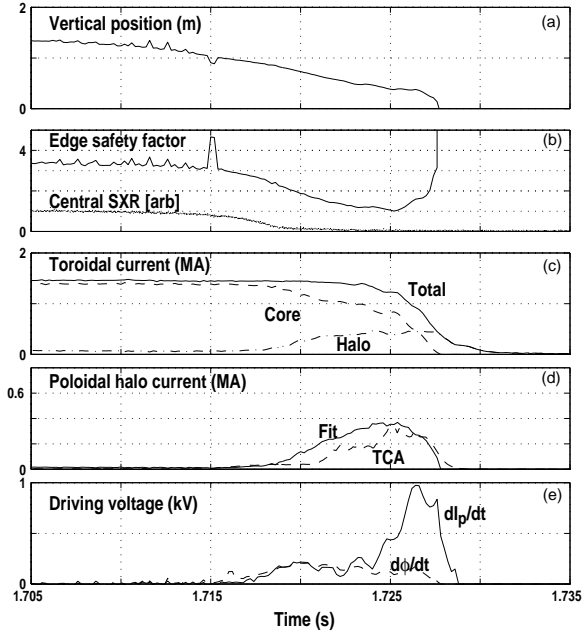 2
Vertical position (m)
(a)
1
0
Edge safety factor
(b)
4
2
Central SXR [arb]
0
2
Toroidal current (MA)
(c)
Total
1
Core
Halo
0
Poloidal halo current (MA)
(d)
0.6
Fit
TCA
0
1
Driving voltage (kV)
(e)
dIp/dt
dϕ/dt
0
1.705
1.715
1.725
1.735
Time (s)